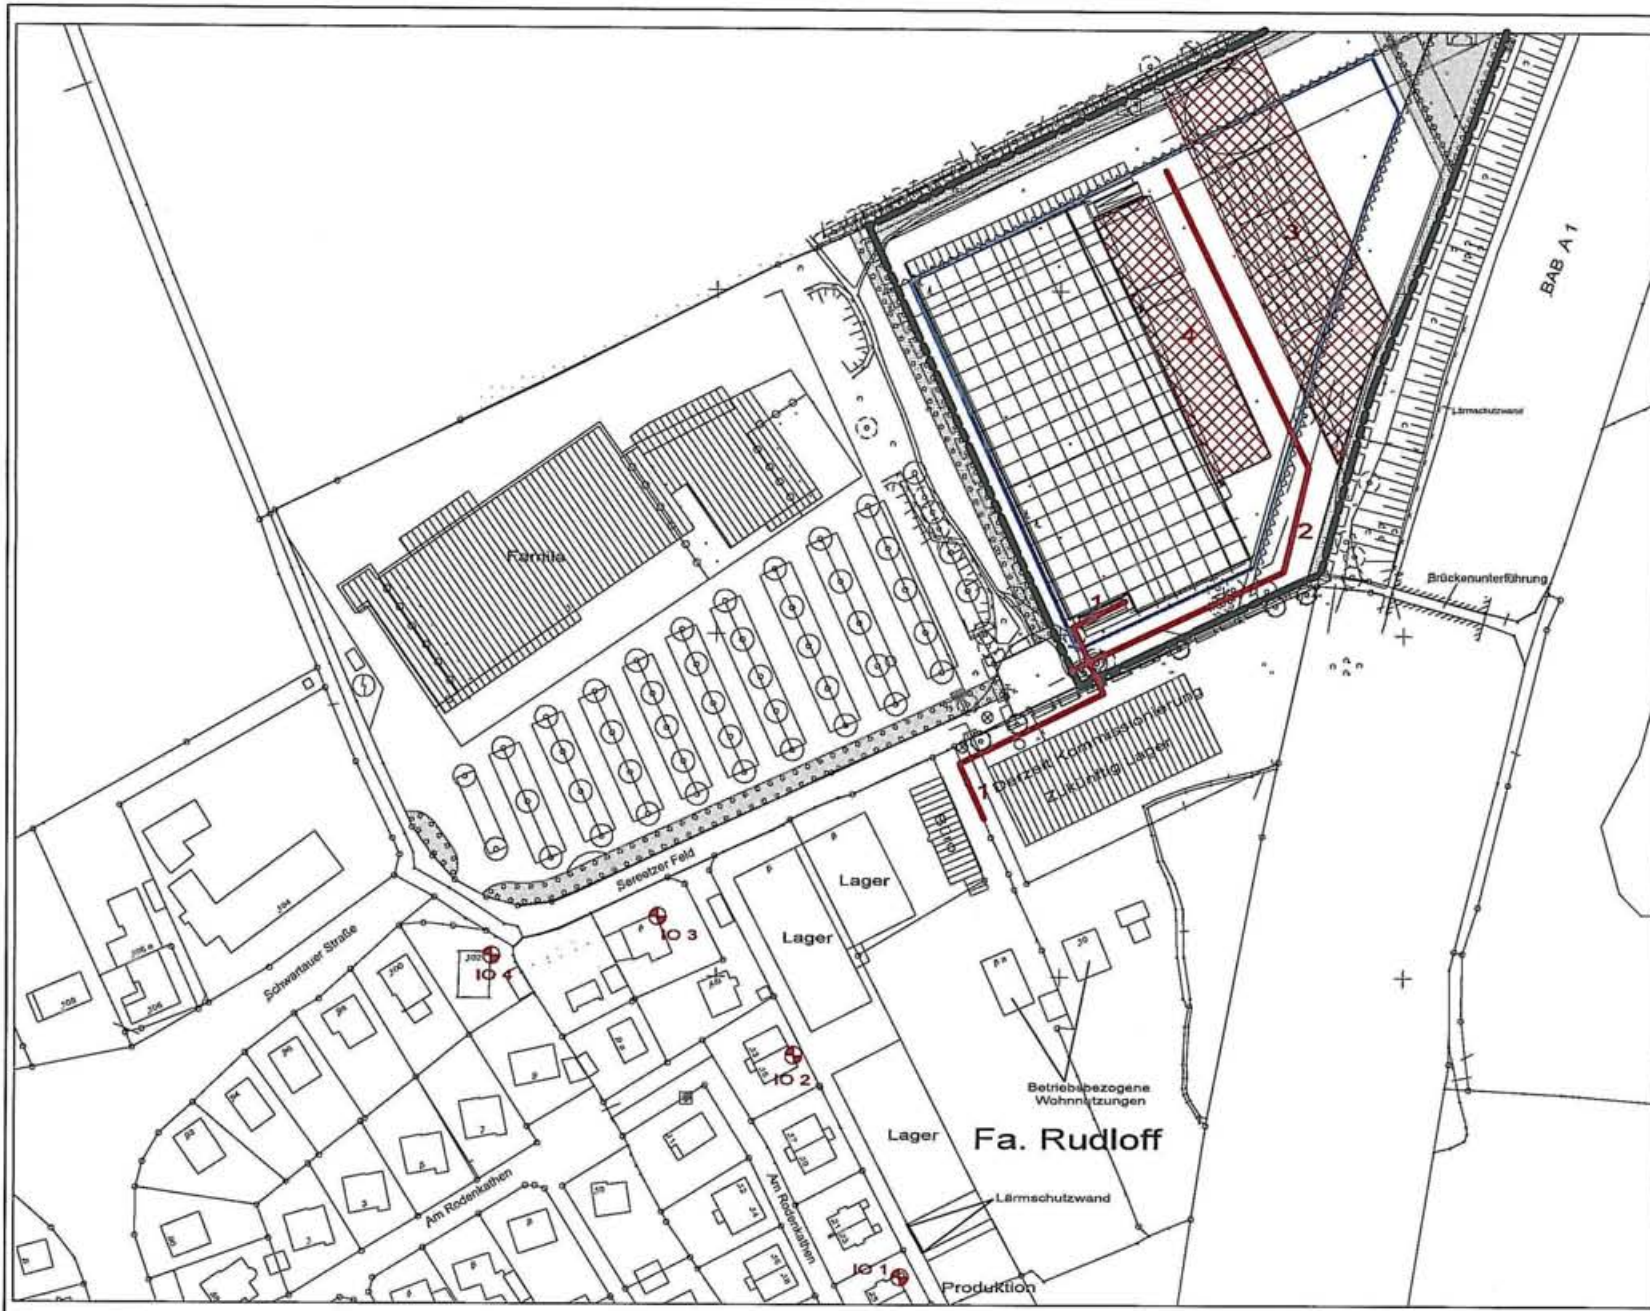 BAB A 1
3
4
Lärmschutzwand
2
Famila
Brückenunterführung
1
Derzeit Kommissionierung
Zukünftig Lager
1
Büro
Sereetzer Feld
Lager
Lager
IO 3
IO 4
Schwartauer Straße
IO 2
Betriebsbezogene
Wohnnutzungen
Lager
Fa. Rudloff
Am Rodenkathen
Am Rodenkathen
Lärmschutzwand
IO 1
Produktion